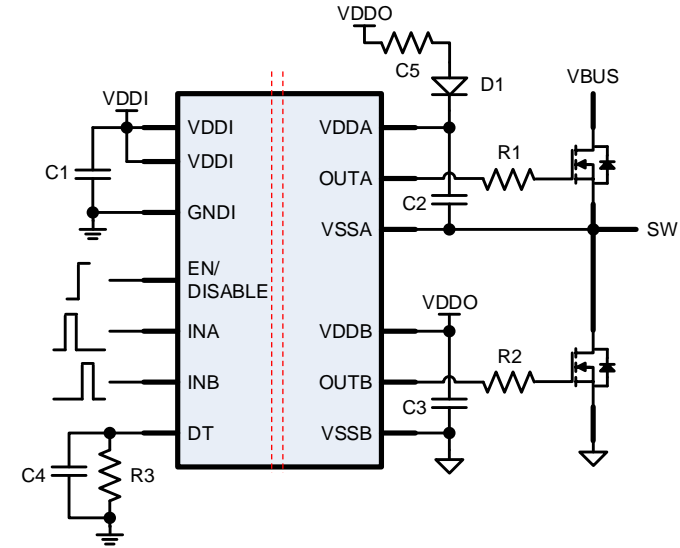 VDDO
C5
D1
VBUS
VDDI
VDDI
VDDA
R1
VDDI
C1
OUTA
C2
GNDI
VSSA
SW
EN/
DISABLE
VDDO
INA
VDDB
R2
INB
OUTB
C3
DT
VSSB
C4
R3